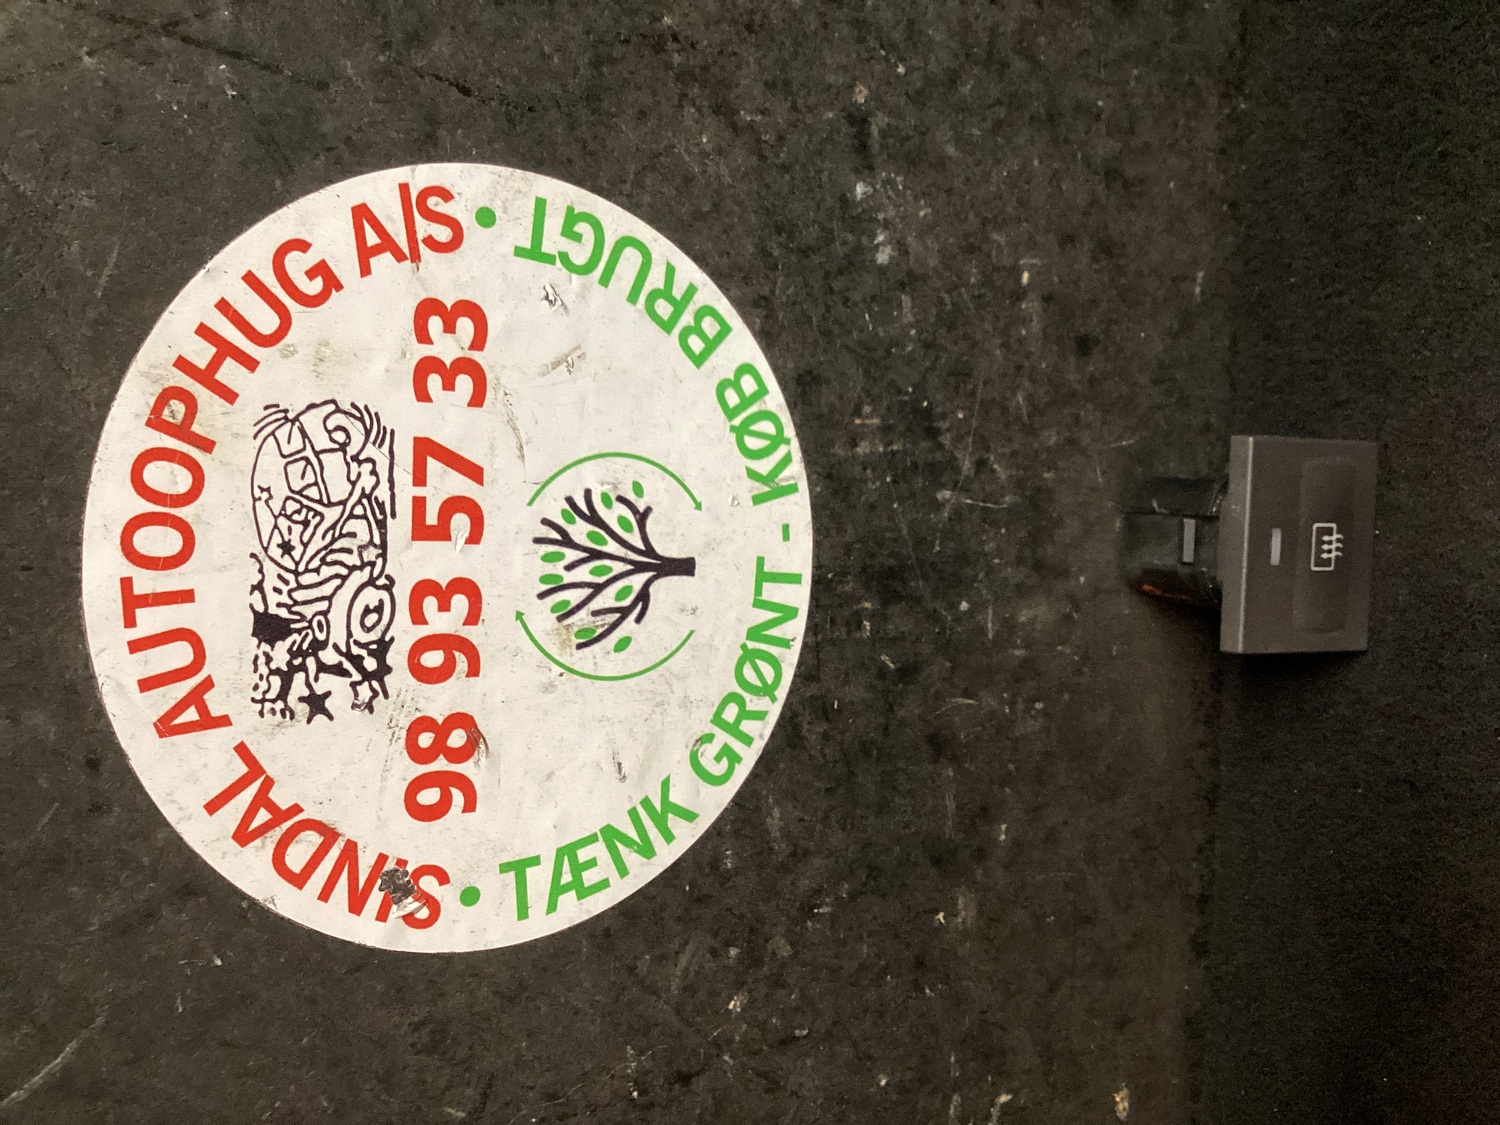 SINDAL AUTOOPHUG A/S
98 93 57 33
• TÆNK GRØNT - KØB BRUGT •